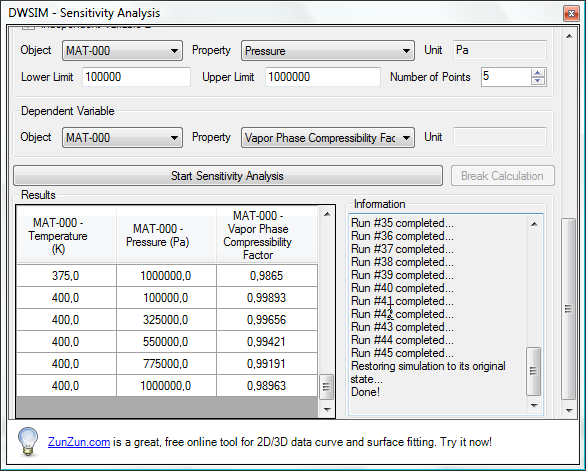 DWSIM - Sensitivity Analysis
Object MAT-000 Property Pressure Unit Pa
Lower Limit 100000 Upper Limit 1000000 Number of Points 5
Dependent Variable
Object MAT-000 Property Vapor Phase Compressibility Fac Unit
Start Sensitivity Analysis Break Calculation
Results
MAT-000 - Temperature (K)
MAT-000 - Pressure (Pa)
MAT-000 - Vapor Phase Compressibility Factor
375,0 1000000,0 0,9865
400,0 100000,0 0,99893
400,0 325000,0 0,99656
400,0 550000,0 0,99421
400,0 775000,0 0,99191
400,0 1000000,0 0,98963
Information
Run #35 completed...
Run #36 completed...
Run #37 completed...
Run #38 completed...
Run #39 completed...
Run #40 completed...
Run #41 completed...
Run #42 completed...
Run #43 completed...
Run #44 completed...
Run #45 completed...
Restoring simulation to its original
state...
Done!
ZunZun.com is a great, free online tool for 2D/3D data curve and surface fitting. Try it now!